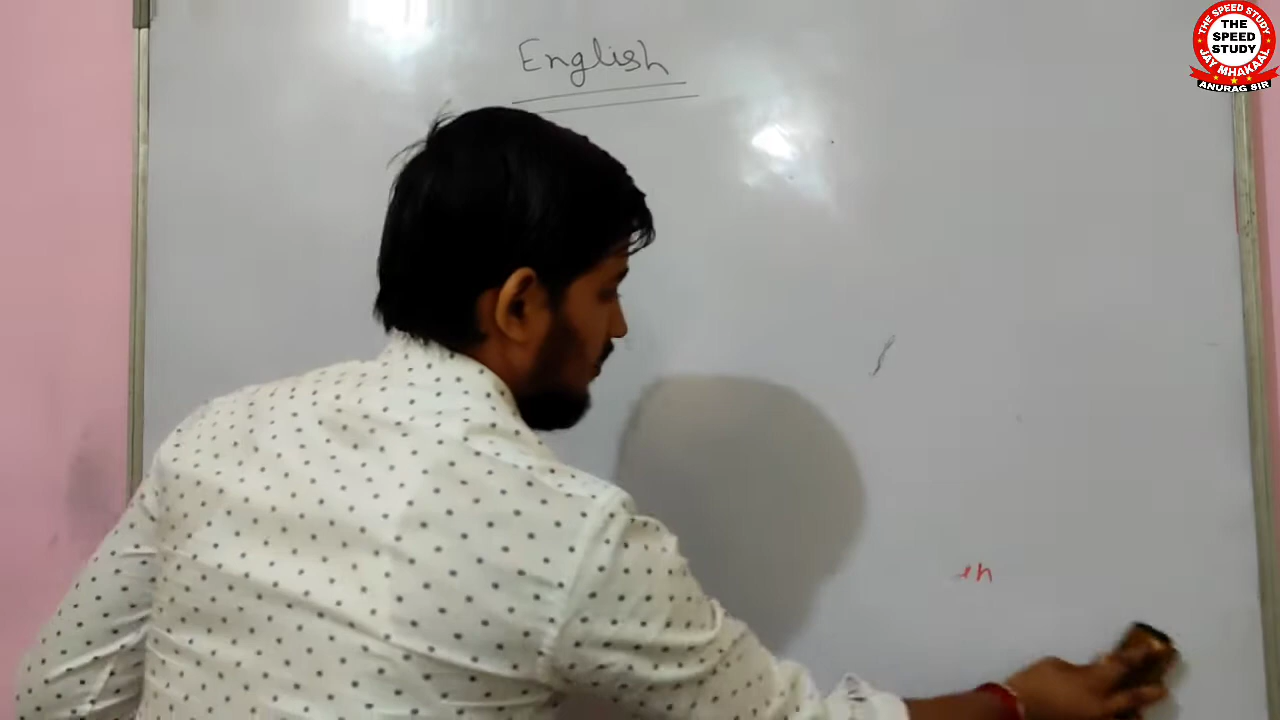 English
THE SPEED STUDY
THE
SPEED
STUDY
JAY MHAKAAL
ANURAG SIR